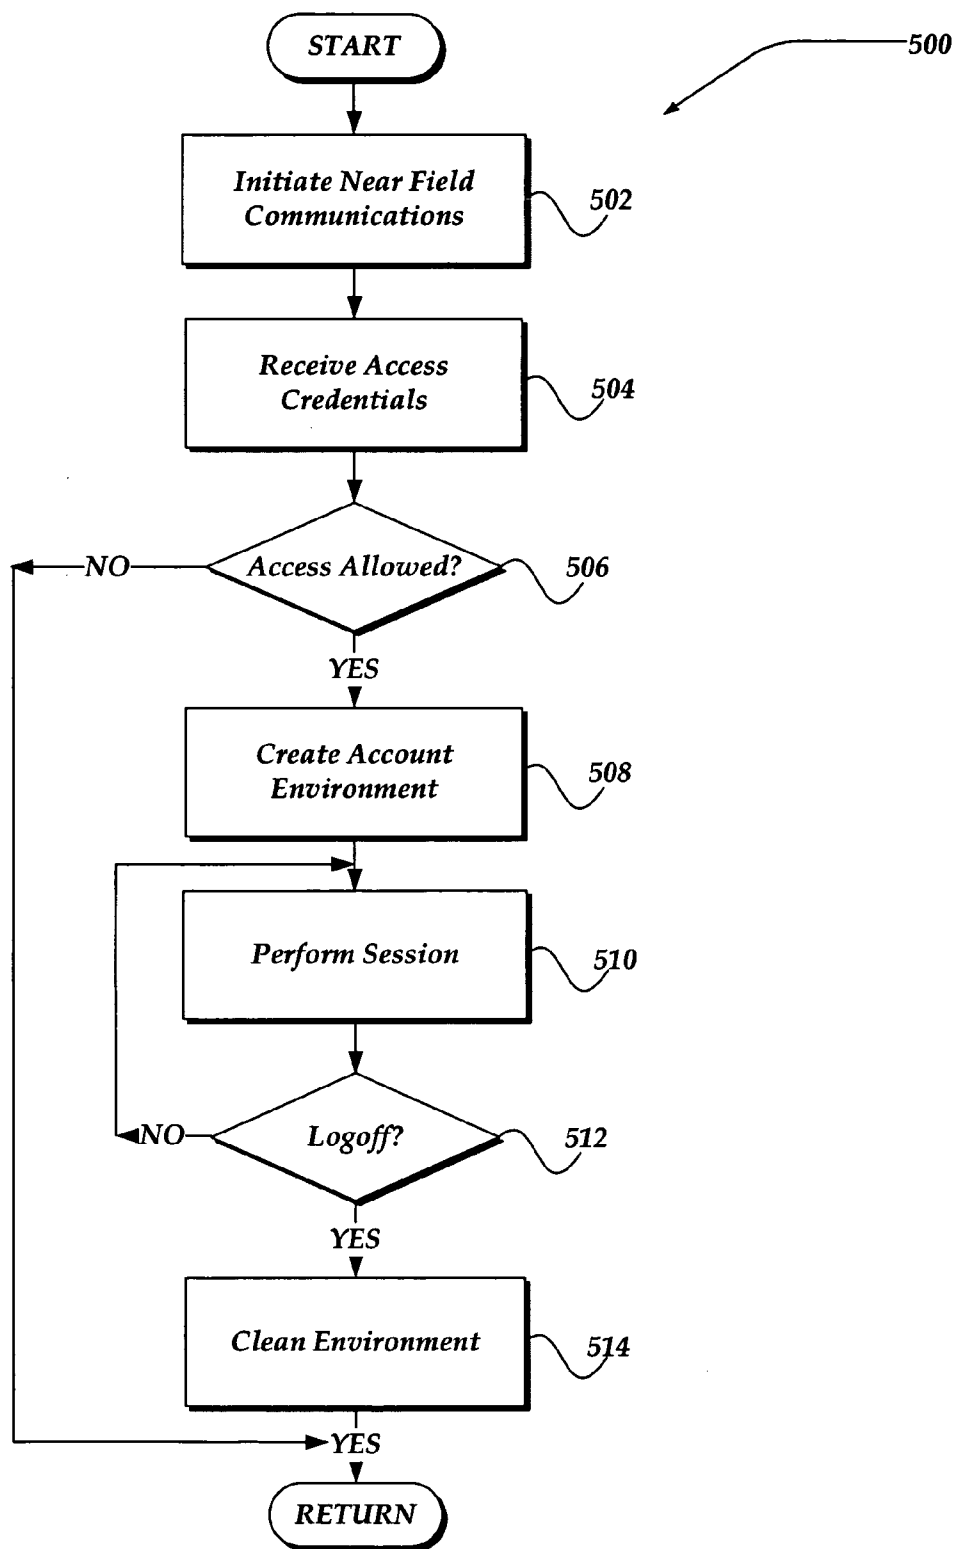 START
500
Initiate Near Field
Communications
502
Receive Access
Credentials
504
Access Allowed?
NO
506
YES
Create Account
Environment
508
Perform Session
510
Logoff?
NO
512
YES
Clean Environment
514
YES
RETURN